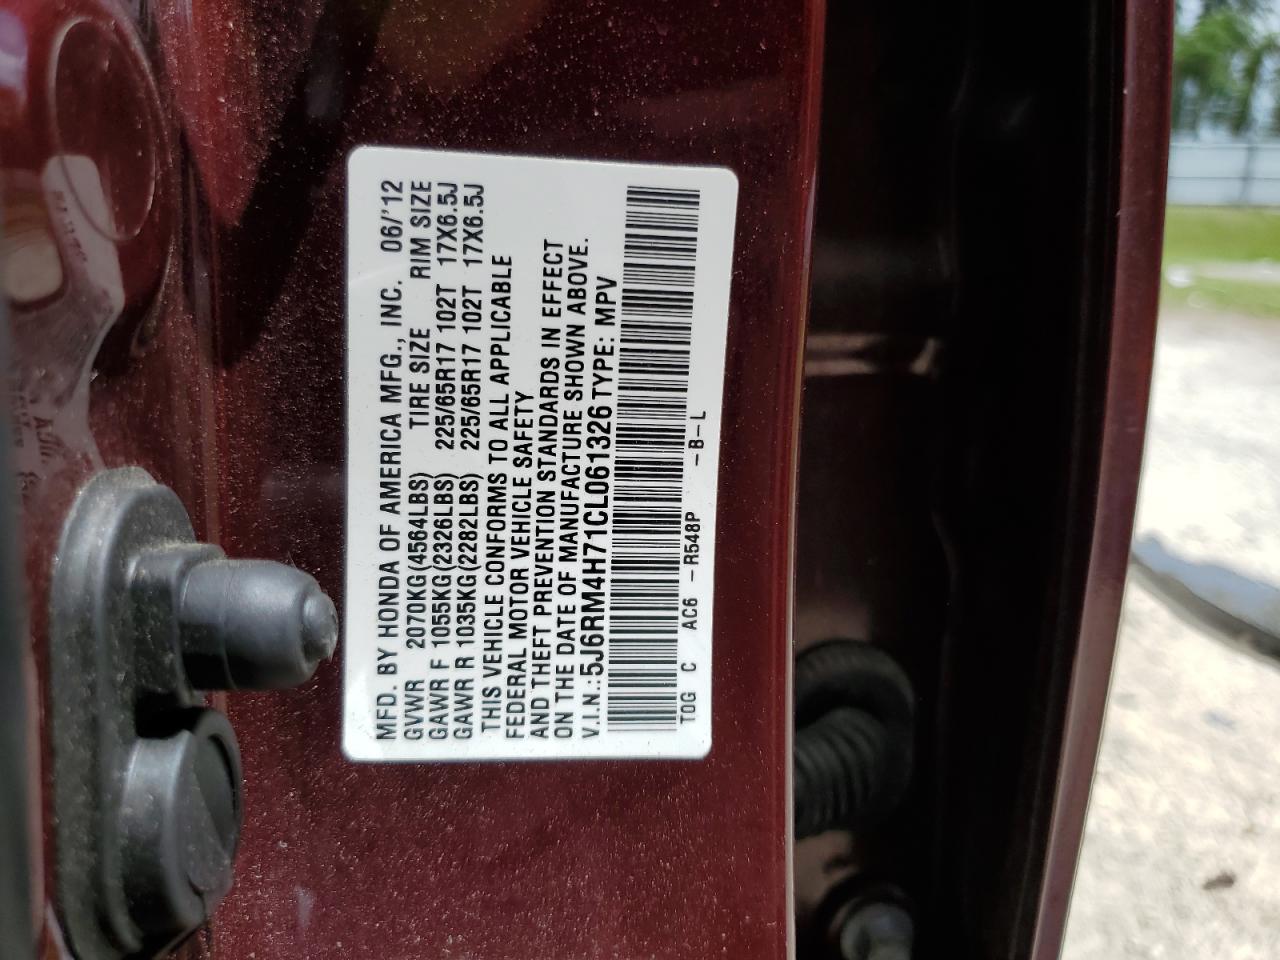 MFD. BY HONDA OF AMERICA MFG., INC. 06/'12
GVWR 2070KG(4564LBS) TIRE SIZE RIM SIZE
GAWR F 1055KG(2326LBS) 225/65R17 102T 17X6.5J
GAWR R 1035KG(2282LBS) 225/65R17 102T 17X6.5J
THIS VEHICLE CONFORMS TO ALL APPLICABLE
FEDERAL MOTOR VEHICLE SAFETY
AND THEFT PREVENTION STANDARDS IN EFFECT
ON THE DATE OF MANUFACTURE SHOWN ABOVE.
V.I.N.:5J6RM4H71CL061326 TYPE: MPV
T0G C AC6 -R548P -B-L